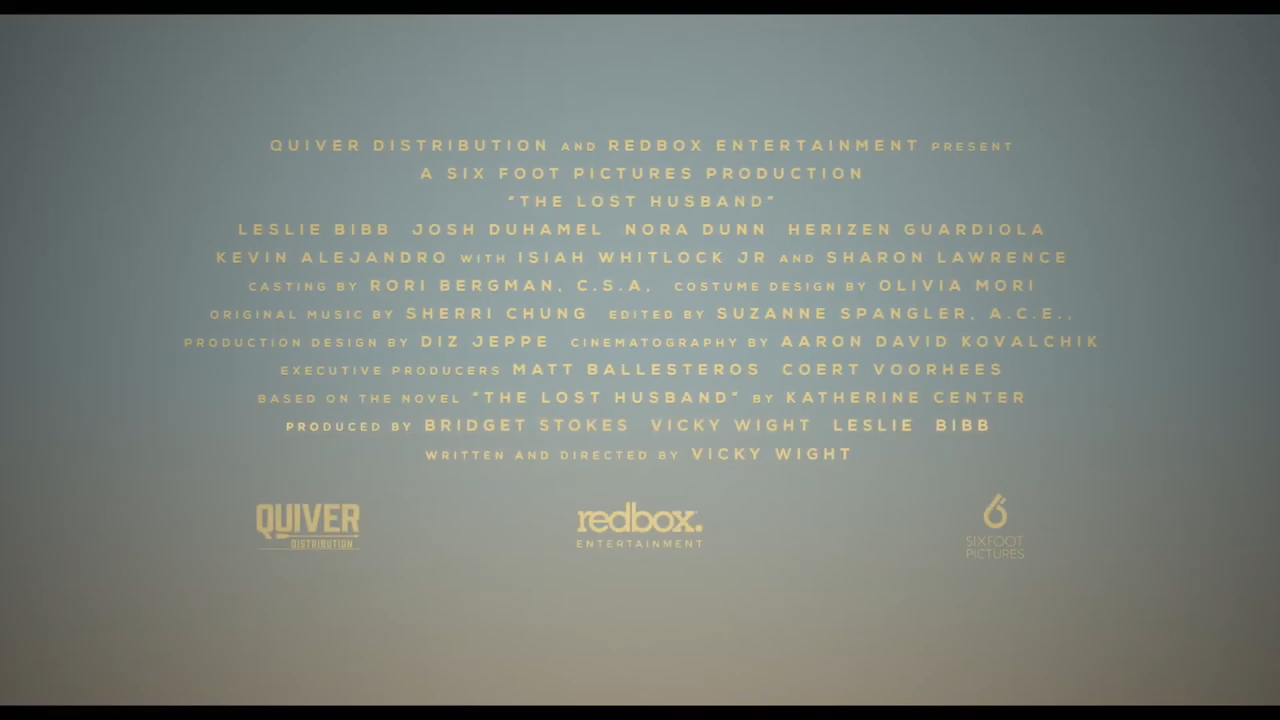 QUIVER DISTRIBUTION AND REDBOX ENTERTAINMENT PRESENT
A SIX FOOT PICTURES PRODUCTION
"THE LOST HUSBAND"
LESLIE BIBB JOSH DUHAMEL NORA DUNN HERIZEN GUARDIOLA
KEVIN ALEJANDRO WITH ISIAH WHITLOCK JR AND SHARON LAWRENCE
CASTING BY RORI BERGMAN, C.S.A, COSTUME DESIGN BY OLIVIA MORI
ORIGINAL MUSIC BY SHERRI CHUNG EDITED BY SUZANNE SPANGLER, A.C.E.,
PRODUCTION DESIGN BY DIZ JEPPE CINEMATOGRAPHY BY AARON DAVID KOVALCHIK
EXECUTIVE PRODUCERS MATT BALLESTEROS COERT VOORHEES
BASED ON THE NOVEL "THE LOST HUSBAND" BY KATHERINE CENTER
PRODUCED BY BRIDGET STOKES VICKY WIGHT LESLIE BIBB
WRITTEN AND DIRECTED BY VICKY WIGHT
QUIVER
DISTRIBUTION
redbox.
ENTERTAINMENT
6
SIXFOOT
PICTURES